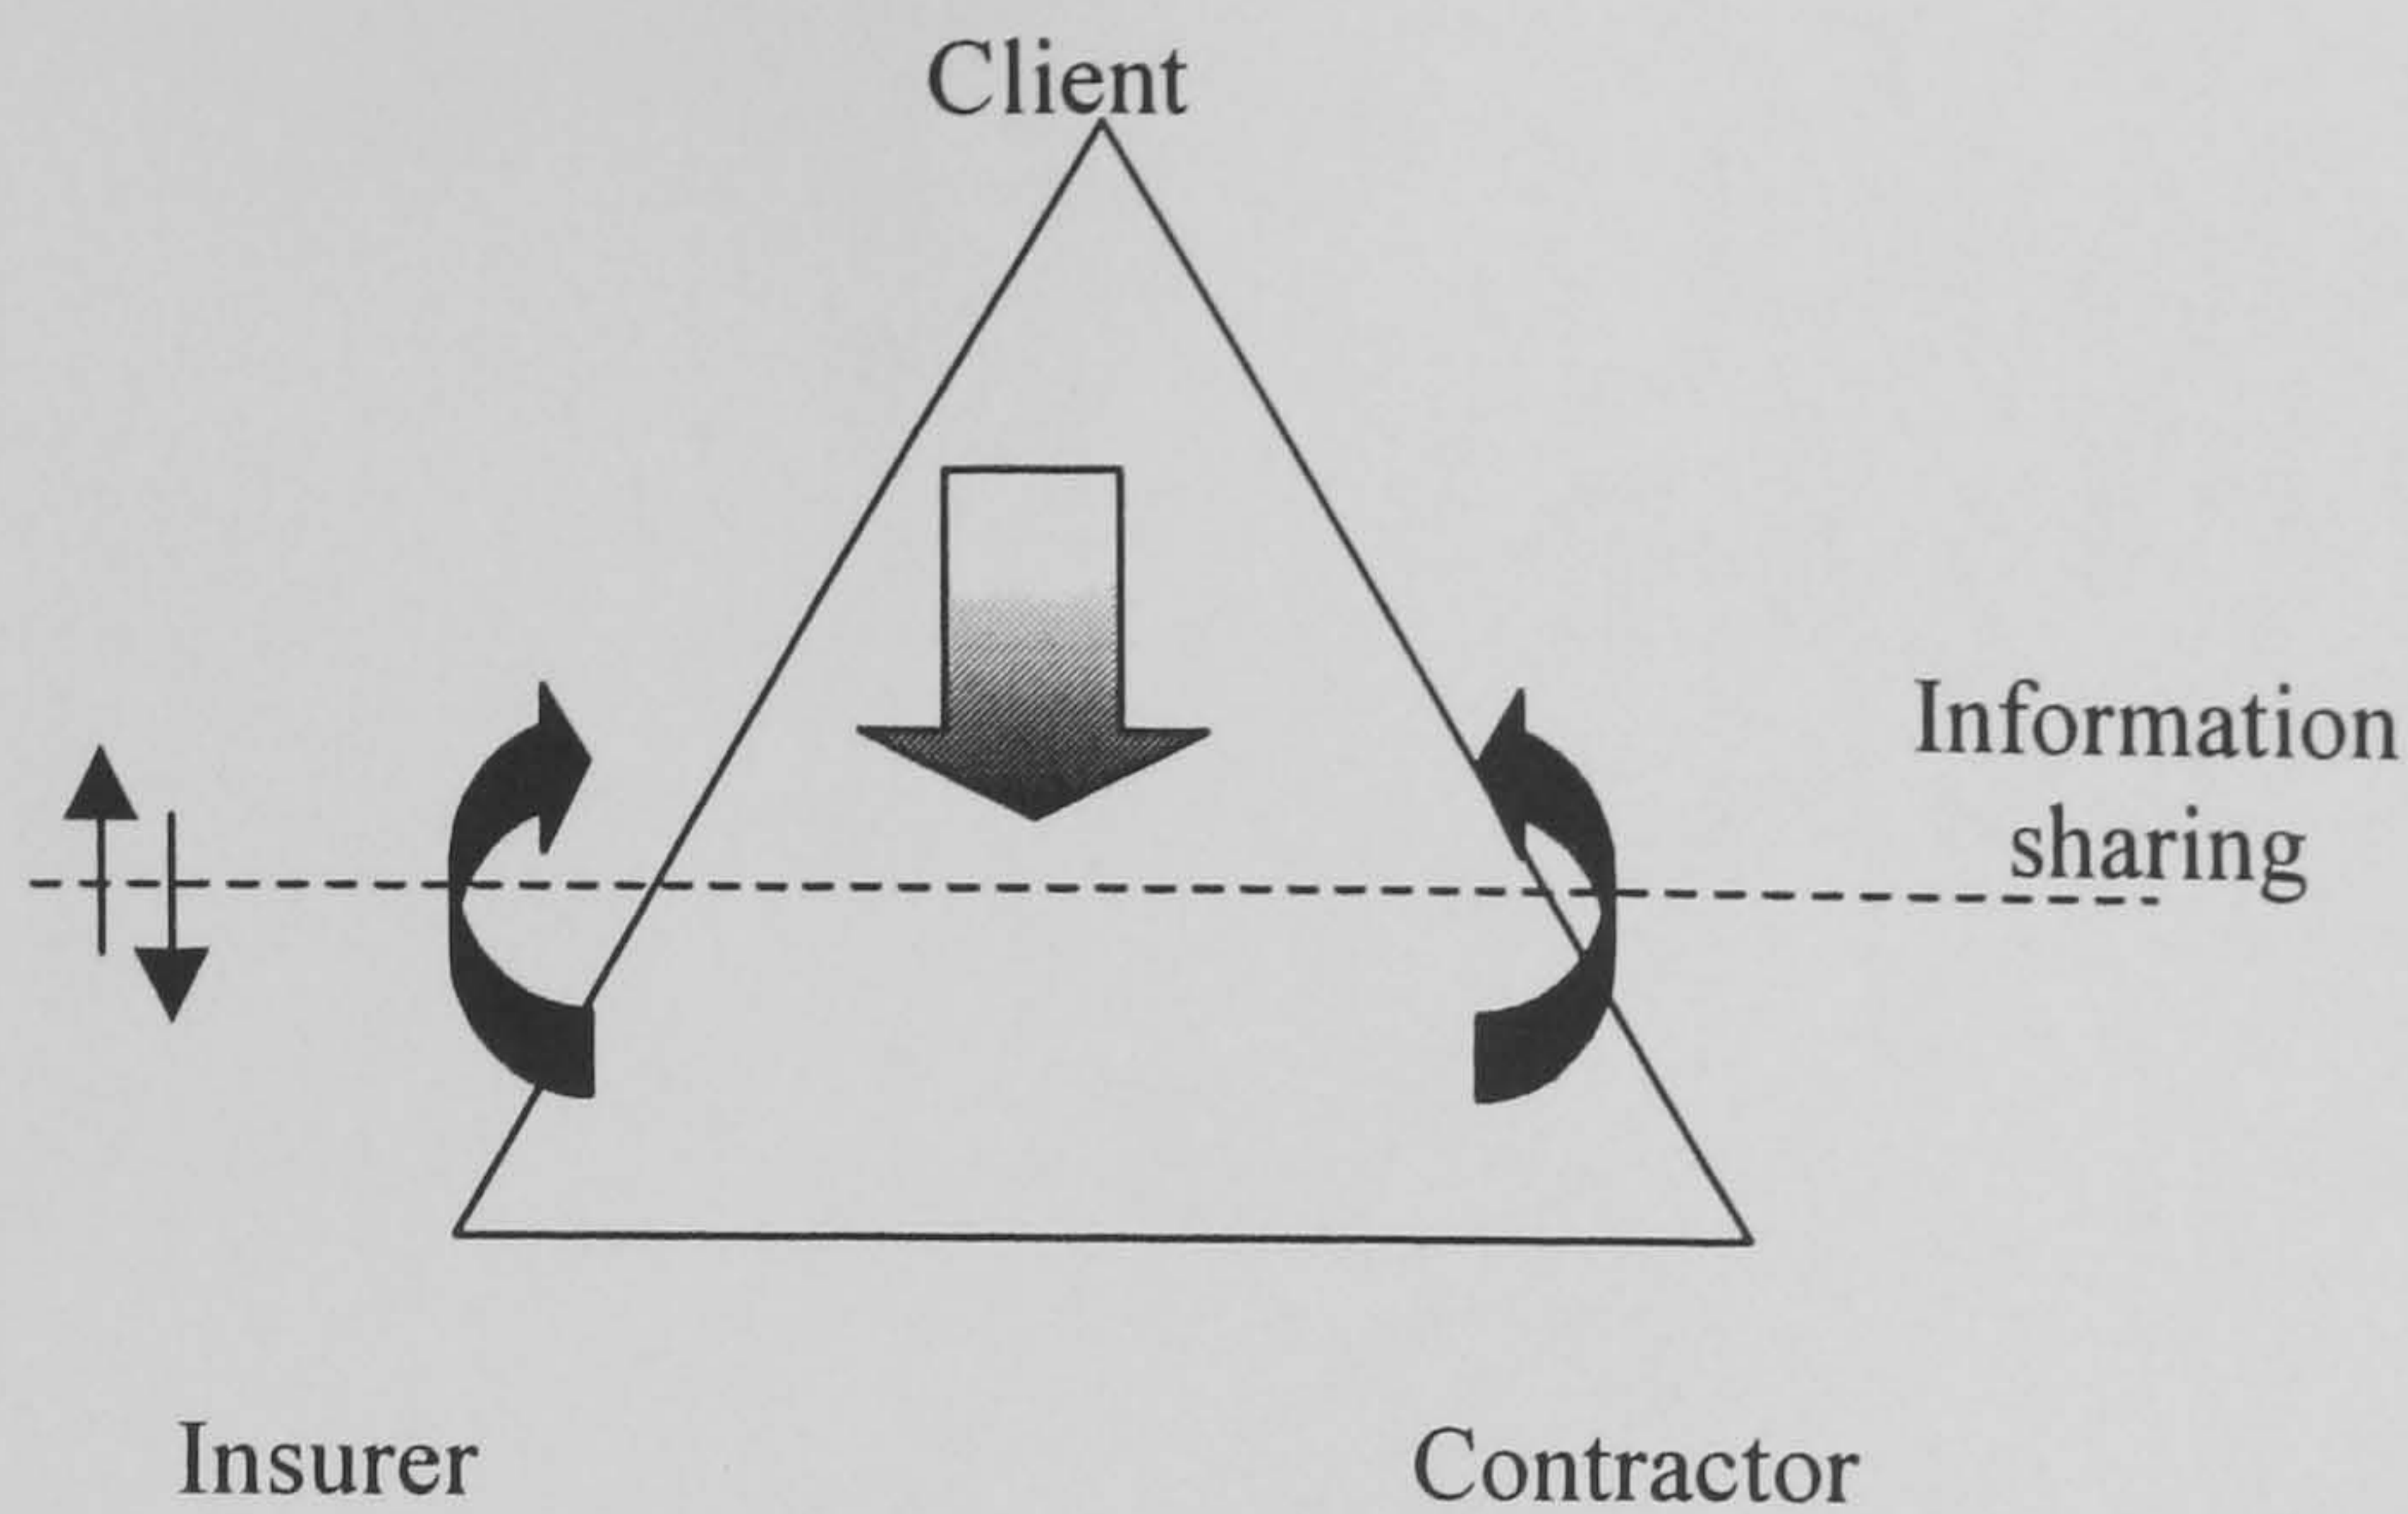 Client
Information
sharing
Insurer
Contractor